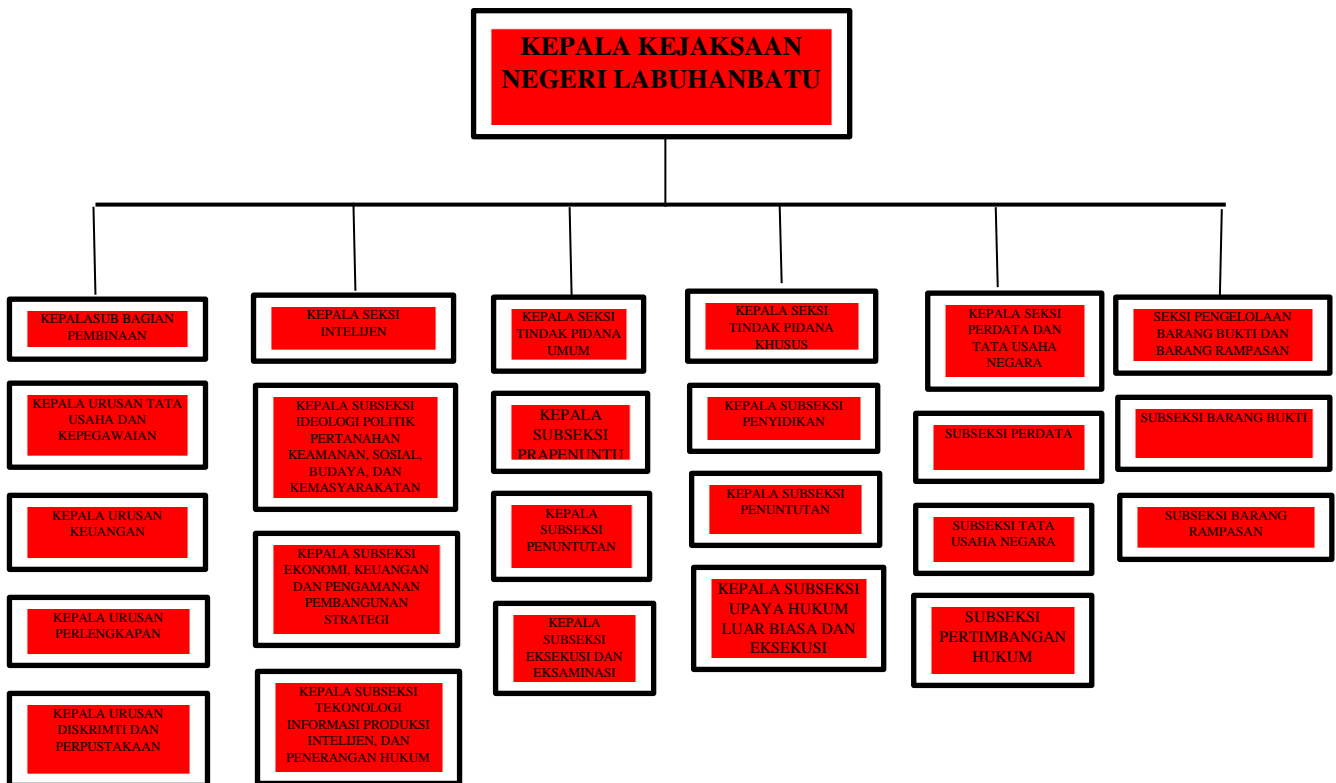 KEPALA KEJAKSAAN
NEGERI LABUHANBATU
KEPALASUB BAGIAN
PEMBINAAN
KEPALA URUSAN TATA
USAHA DAN
KEPEGAWAIAN
KEPALA URUSAN
KEUANGAN
KEPALA URUSAN
PERLENGKAPAN
KEPALA URUSAN
DISKRIMTI DAN
PERPUSTAKAAN
KEPALA SEKSI
INTELIJEN
KEPALA SUBSEKSI
IDEOLOGI POLITIK
PERTANAHAN
KEAMANAN, SOSIAL,
BUDAYA, DAN
KEMASYARAKATAN
KEPALA SUBSEKSI
EKONOMI, KEUANGAN
DAN PENGAMANAN
PEMBANGUNAN
STRATEGI
KEPALA SUBSEKSI
TEKONOLOGI
INFORMASI PRODUKSI
INTELIJEN, DAN
PENERANGAN HUKUM
KEPALA SEKSI
TINDAK PIDANA
UMUM
KEPALA
SUBSEKSI
PRAPENUNTU
KEPALA
SUBSEKSI
PENUNTUTAN
KEPALA
SUBSEKSI
EKSEKUSI DAN
EKSAMINASI
KEPALA SEKSI
TINDAK PIDANA
KHUSUS
KEPALA SUBSEKSI
PENYIDIKAN
KEPALA SUBSEKSI
PENUNTUTAN
KEPALA SUBSEKSI
UPAYA HUKUM
LUAR BIASA DAN
EKSEKUSI
KEPALA SEKSI
PERDATA DAN
TATA USAHA
NEGARA
SUBSEKSI PERDATA
SUBSEKSI TATA
USAHA NEGARA
SUBSEKSI
PERTIMBANGAN
HUKUM
SEKSI PENGELOLAAN
BARANG BUKTI DAN
BARANG RAMPASAN
SUBSEKSI BARANG BUKTI
SUBSEKSI BARANG
RAMPASAN